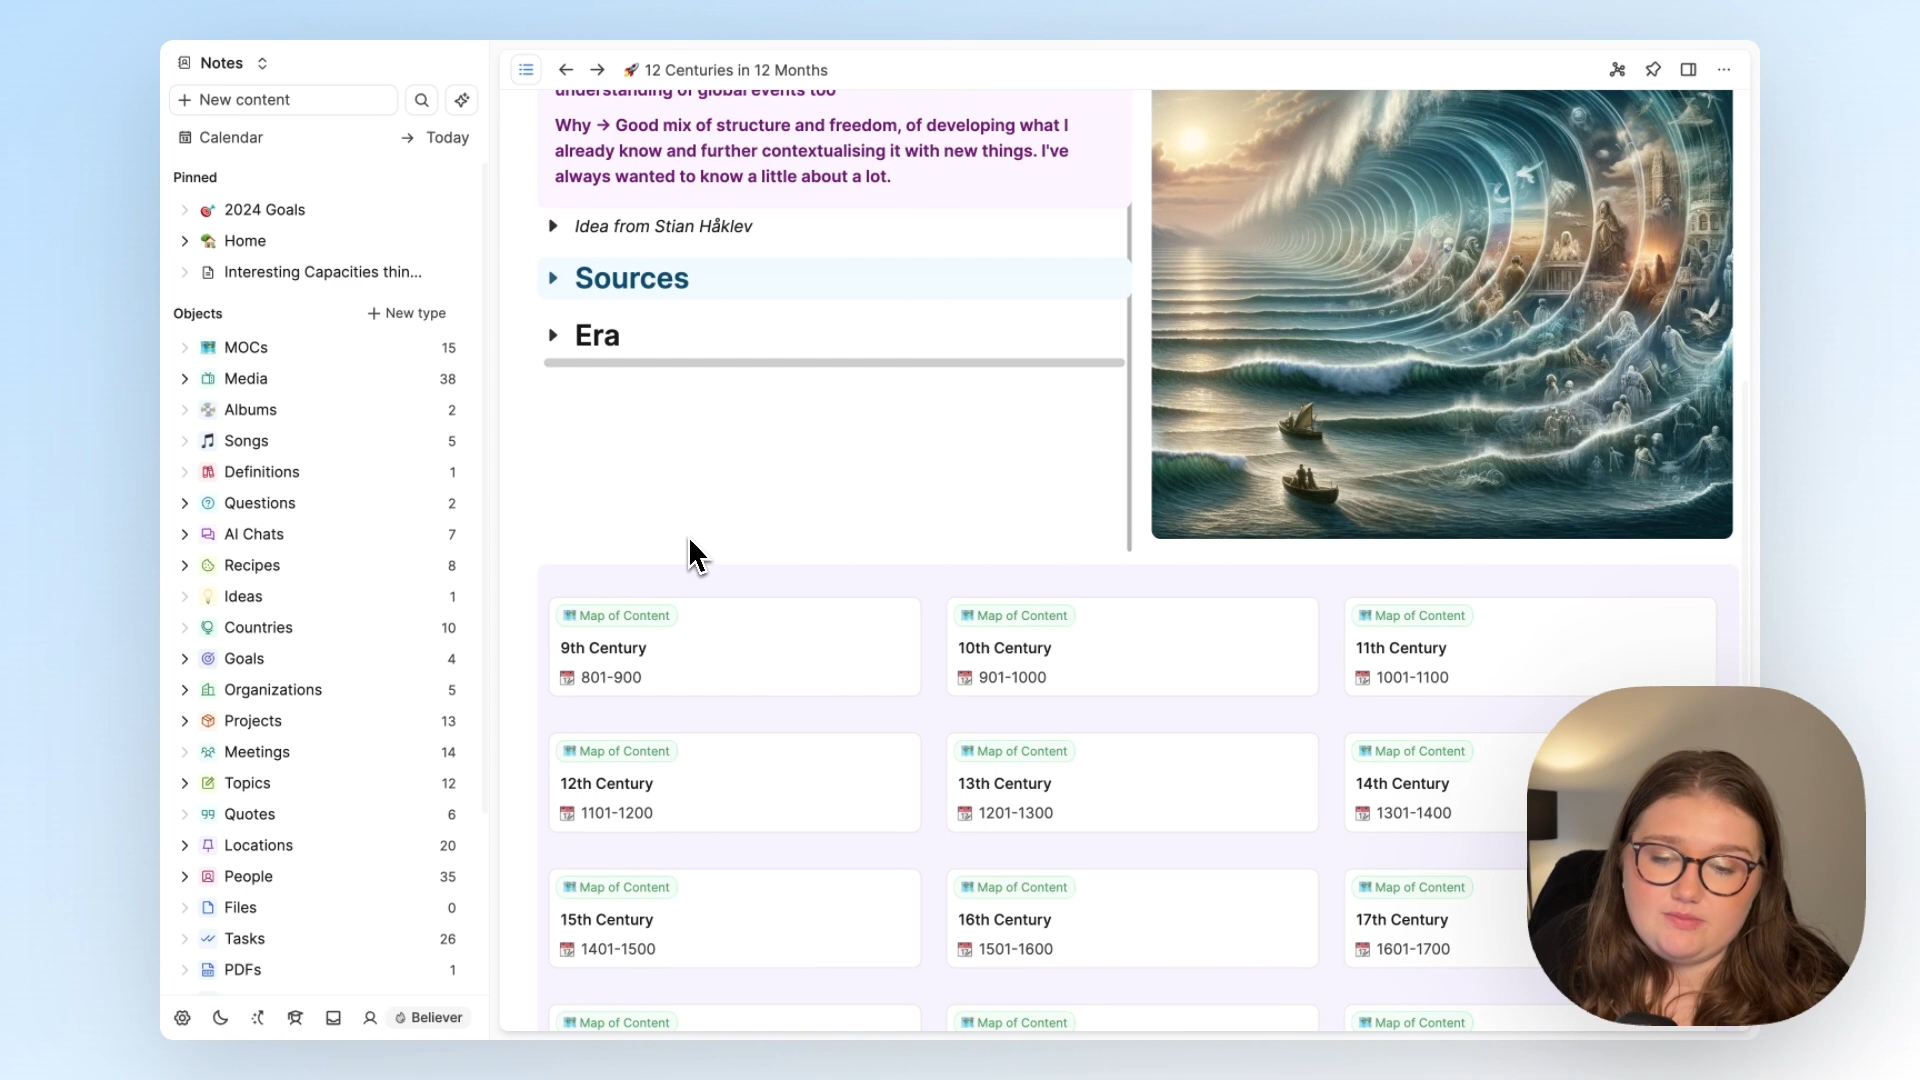 Notes
New content
Calendar
Today
Pinned
2024 Goals
Home
Interesting Capacities thin...
Objects
New type
MOCs 15
Media 38
Albums 2
Songs 5
Definitions 1
Questions 2
AI Chats 7
Recipes 8
Ideas 1
Countries 10
Goals 4
Organizations 5
Projects 13
Meetings 14
Topics 12
Quotes 6
Locations 20
People 35
Files 0
Tasks 26
PDFs 1
Believer
12 Centuries in 12 Months
understanding of global events too
Why → Good mix of structure and freedom, of developing what I
already know and further contextualising it with new things. I've
always wanted to know a little about a lot.
Idea from Stian Håklev
Sources
Era
Map of Content
9th Century
801-900
Map of Content
10th Century
901-1000
Map of Content
11th Century
1001-1100
Map of Content
12th Century
1101-1200
Map of Content
13th Century
1201-1300
Map of Content
14th Century
1301-1400
Map of Content
15th Century
1401-1500
Map of Content
16th Century
1501-1600
Map of Content
17th Century
1601-1700
Map of Content
Map of Content
Map of Content